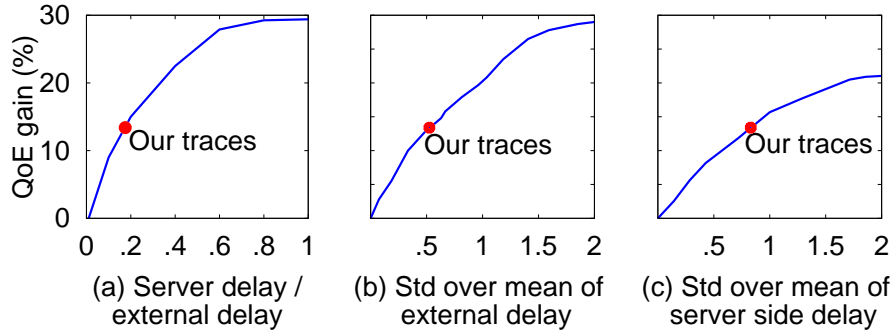 QoE gain (%)
30
20
10
0
Our traces
Our traces
Our traces
0 .2 .4 .6 .8 1
.5 1 1.5 2
.5 1 1.5 2
(a) Server delay /
external delay
(b) Std over mean of
external delay
(c) Std over mean of
server side delay